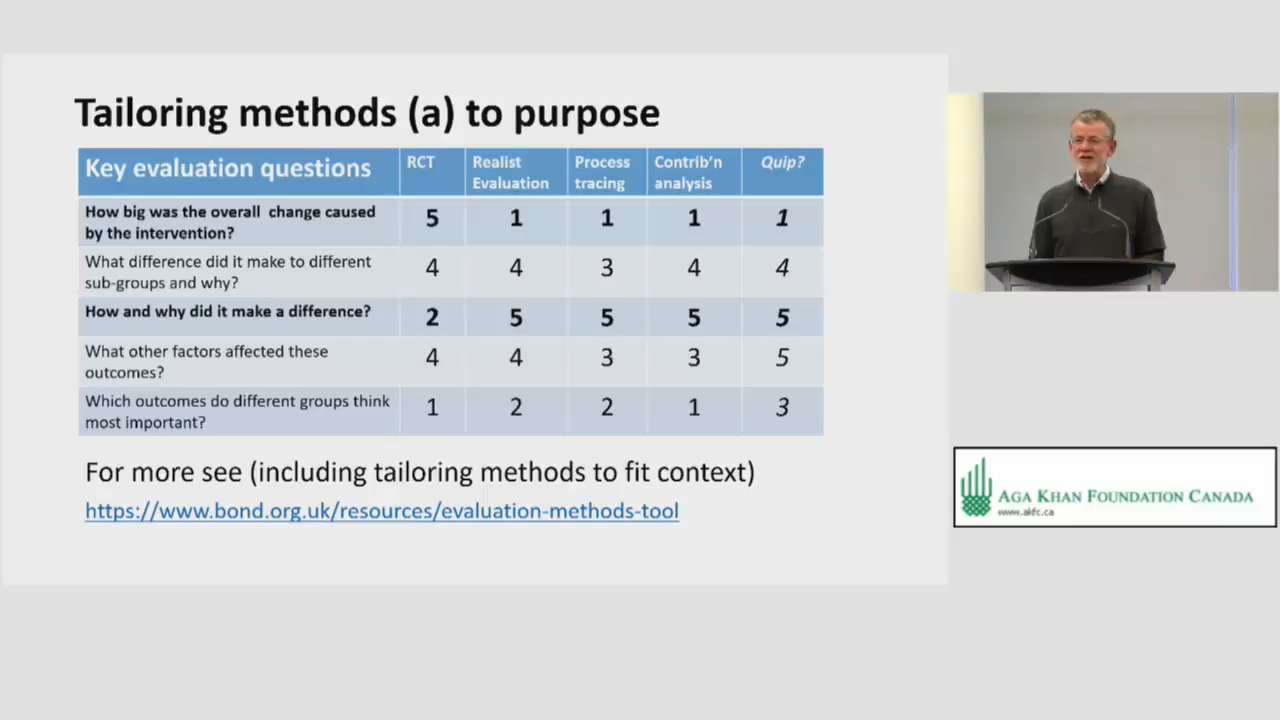 Tailoring methods (a) to purpose
Key evaluation questions RCT Realist Evaluation Process tracing Contrib'n analysis Quip?
How big was the overall change caused
by the intervention? 5 1 1 1 1
What difference did it make to different
sub-groups and why? 4 4 3 4 4
How and why did it make a difference? 2 5 5 5 5
What other factors affected these
outcomes? 4 4 3 3 5
Which outcomes do different groups think
most important? 1 2 2 1 3
For more see (including tailoring methods to fit context)
https://www.bond.org.uk/resources/evaluation-methods-tool
AGA KHAN FOUNDATION CANADA
www.akfc.ca